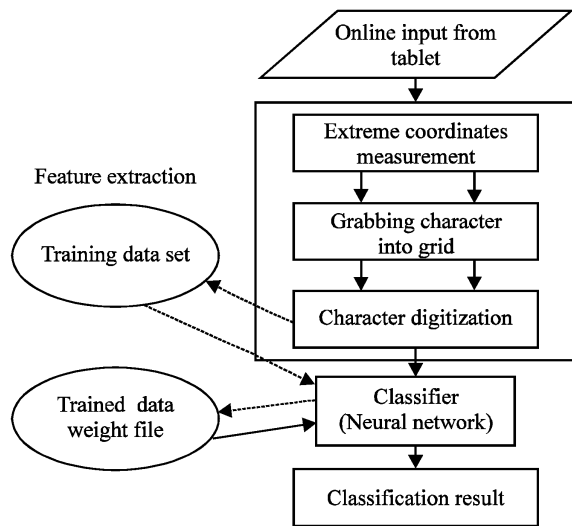 Online input from
tablet
Extreme coordinates
measurement
Feature extraction
Grabbing character
into grid
Training data set
Character digitization
Classifier
(Neural network)
Trained data
weight file
Classification result